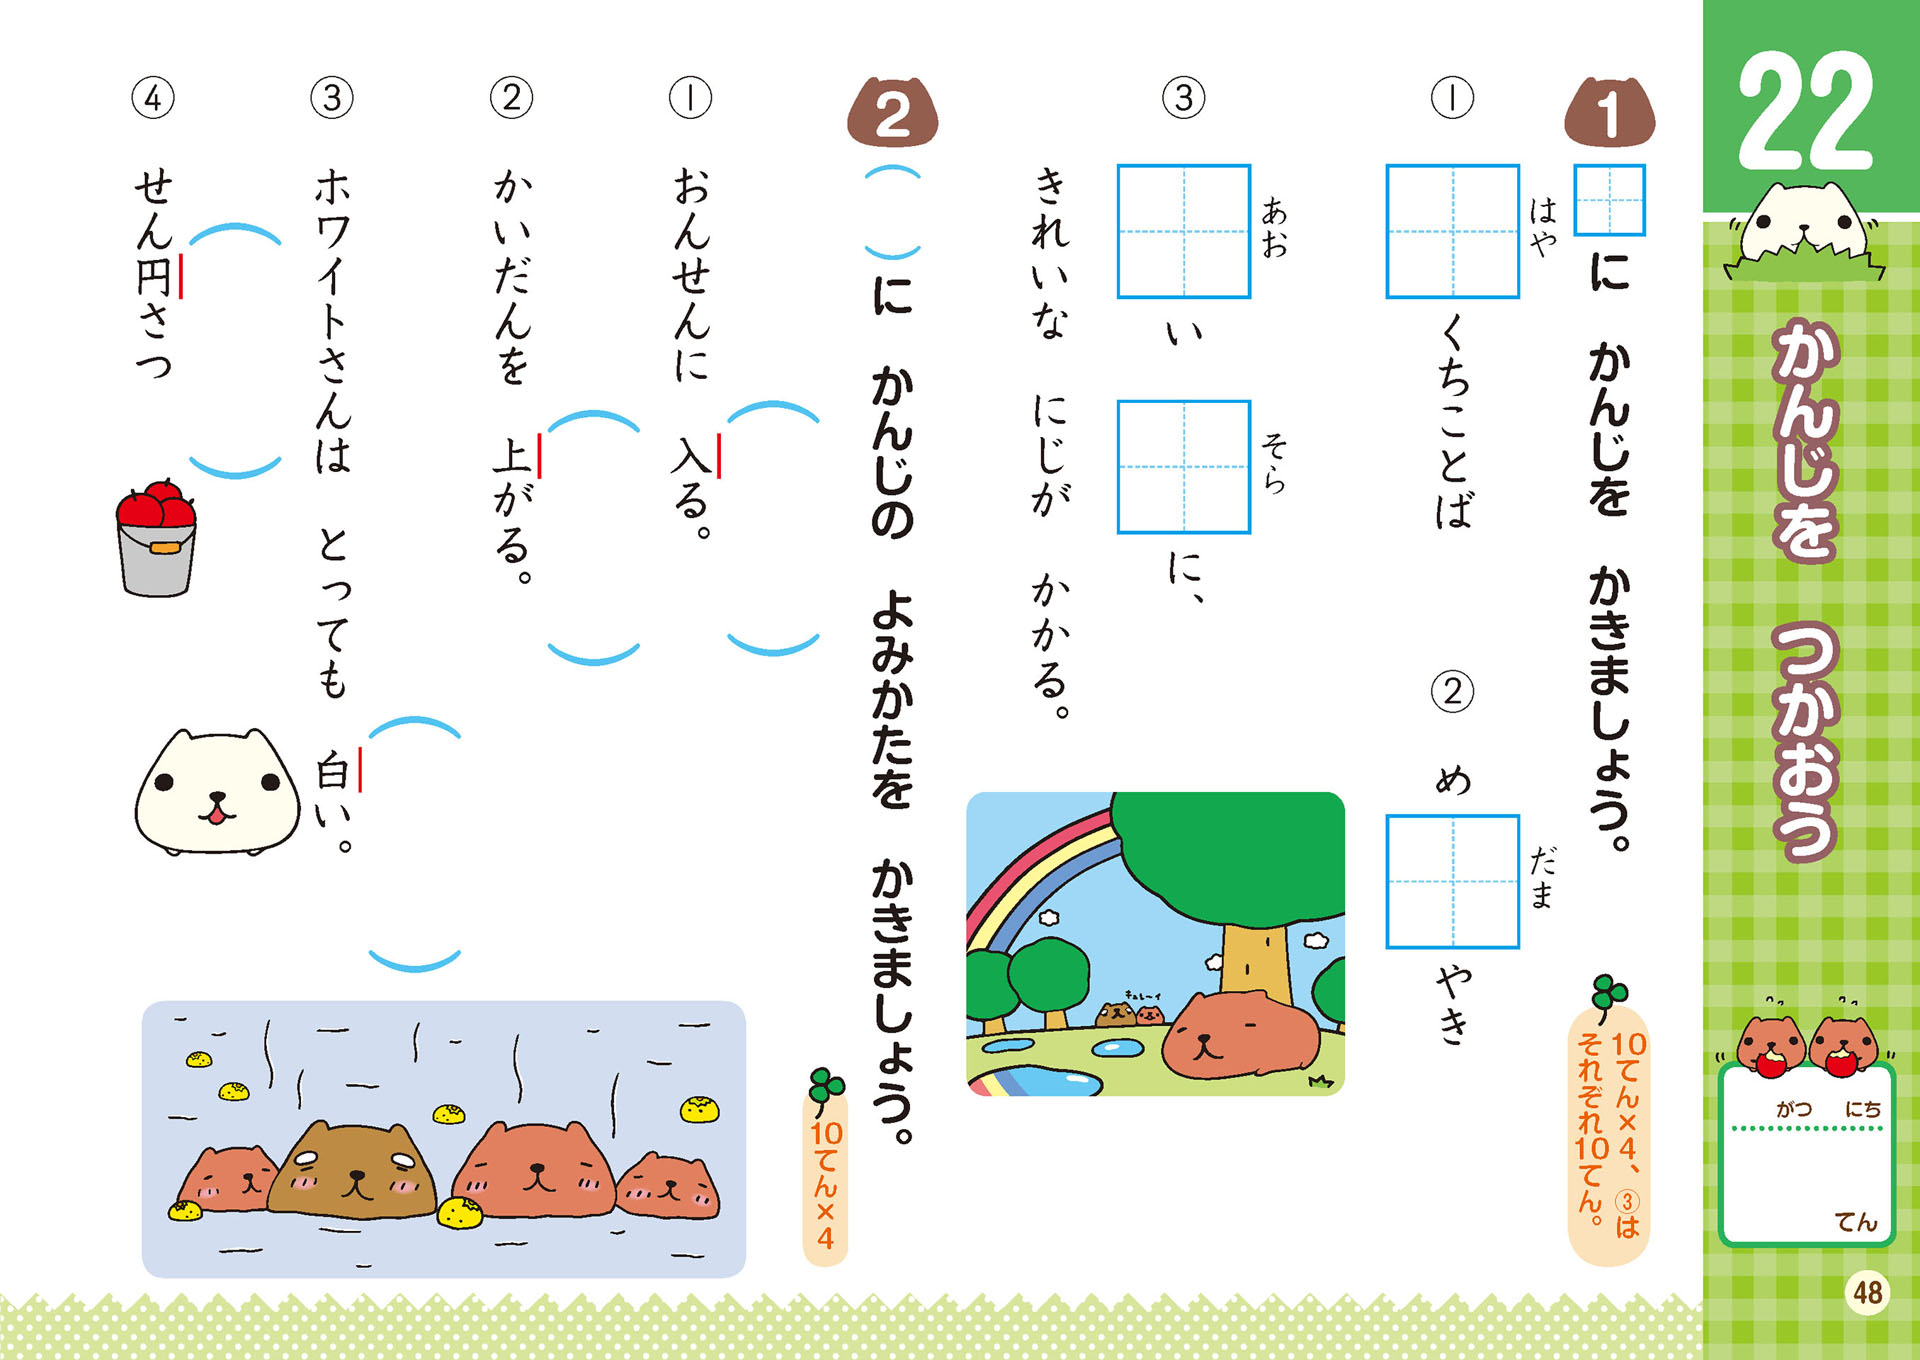 22
かんじを つかおう
がつ にち
てん
48
1
□に かんじを かきましょう。
10てん×4、③は
それぞれ10てん。
①
はや
くちことば
②
め
だま
やき
③
あお
い
そら
に、
きれいな にじが かかる。
キュルーイ
2
( )に かんじの よみかたを かきましょう。
10てん×4
①
おんせんに 入る。
②
かいだんを 上がる。
③
ホワイトさんは とっても 白い。
④
せん円さつ